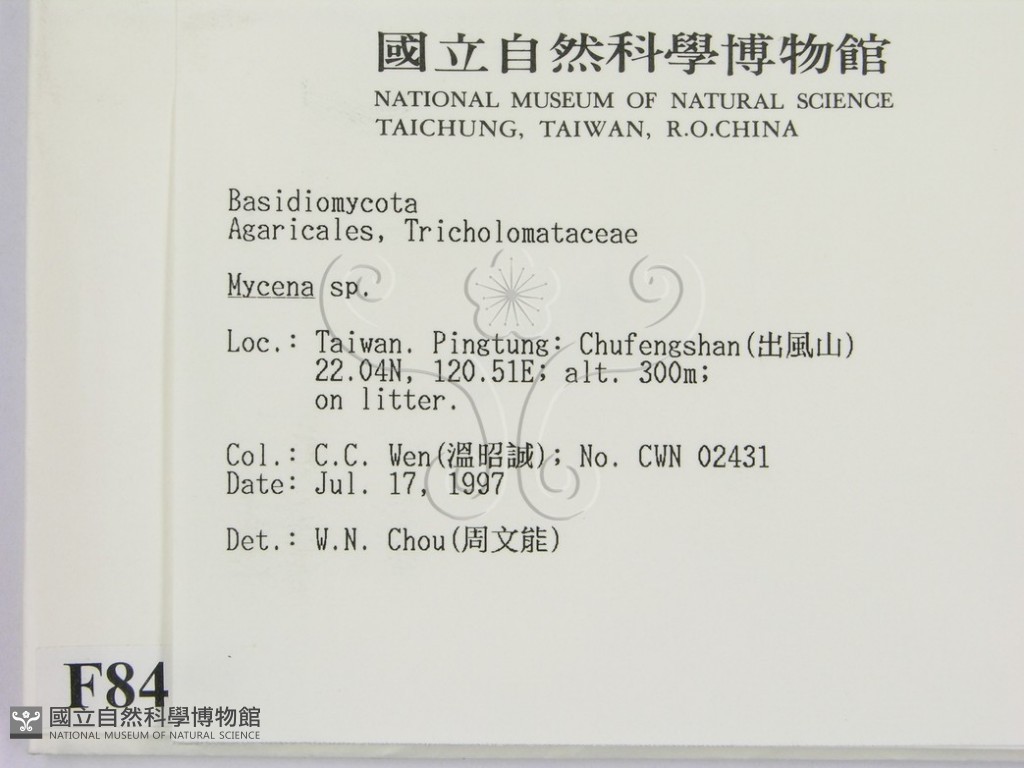 國立自然科學博物館
NATIONAL MUSEUM OF NATURAL SCIENCE
TAICHUNG, TAIWAN, R.O.CHINA
Basidiomycota
Agaricales, Tricholomataceae
Mycena sp.
Loc.: Taiwan. Pingtung: Chufengshan(出風山)
22.04N, 120.51E; alt. 300m;
on litter.
Col.: C.C. Wen(溫昭誠); No. CWN 02431
Date: Jul. 17, 1997
Det.: W.N. Chou(周文能)
F84
國立自然科學博物館
NATIONAL MUSEUM OF NATURAL SCIENCE